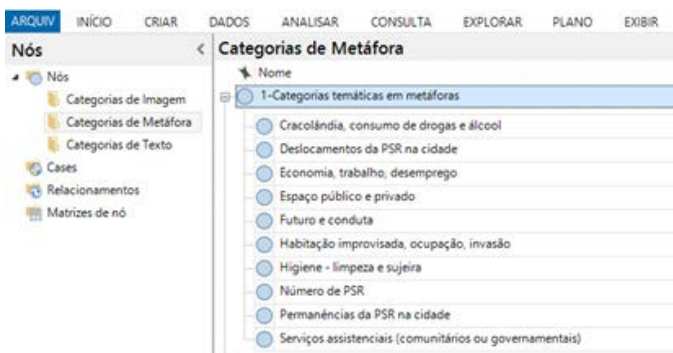 ARQUIV INÍCIO CRIAR DADOS ANALISAR CONSULTA EXPLORAR PLANO EXIBIR
Nós
Nós
Categorias de Imagem
Categorias de Metáfora
Categorias de Texto
Cases
Relacionamentos
Matrizes de nó
Categorias de Metáfora
Nome
1-Categorias temáticas em metáforas
Cracolândia, consumo de drogas e álcool
Deslocamentos da PSR na cidade
Economia, trabalho, desemprego
Espaço público e privado
Futuro e conduta
Habitação improvisada, ocupação, invasão
Higiene - limpeza e sujeira
Número de PSR
Permanências da PSR na cidade
Serviços assistenciais (comunitários ou governamentais)